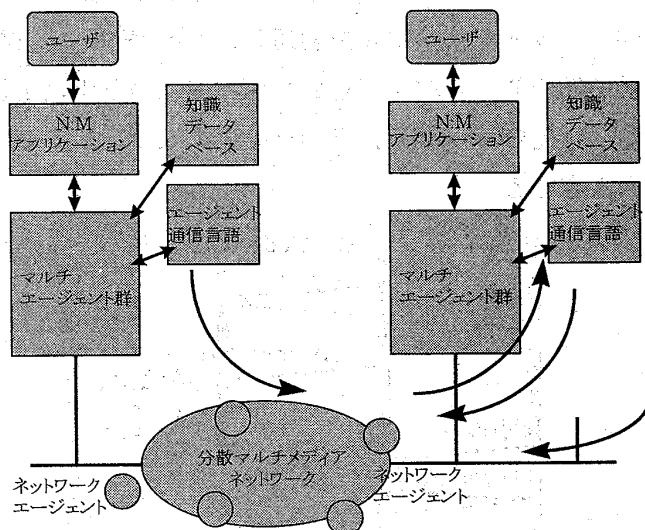 ユーザ
N.M
アプリケーション
知識
データ
ベース
エージェント
通信言語
マルチ
エージェント群
ユーザ
N.M
アプリケーション
知識
データ
ベース
エージェント
通信言語
マルチ
エージェント群
分散マルチメディア
ネットワーク
ネットワーク
エージェント
ネットワーク
エージェント